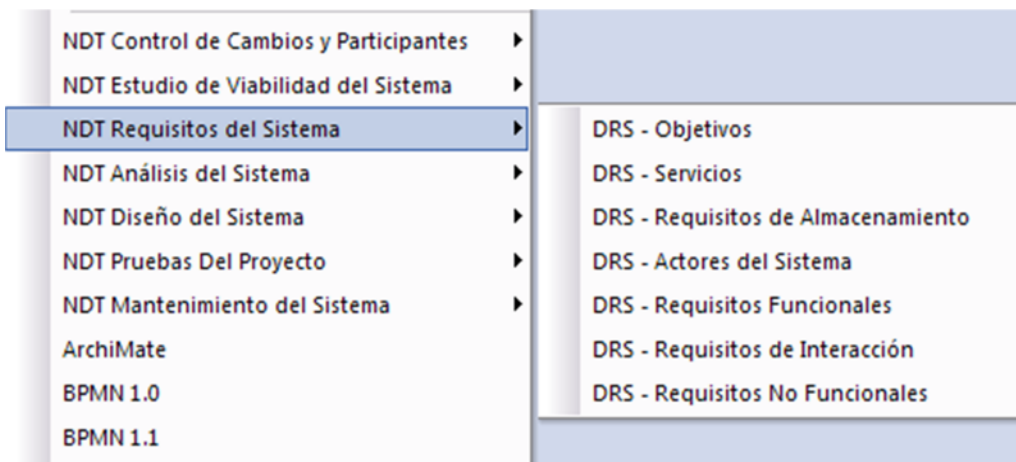 NDT Control de Cambios y Participantes
NDT Estudio de Viabilidad del Sistema
NDT Requisitos del Sistema
NDT Análisis del Sistema
NDT Diseño del Sistema
NDT Pruebas Del Proyecto
NDT Mantenimiento del Sistema
ArchiMate
BPMN 1.0
BPMN 1.1
DRS - Objetivos
DRS - Servicios
DRS - Requisitos de Almacenamiento
DRS - Actores del Sistema
DRS - Requisitos Funcionales
DRS - Requisitos de Interacción
DRS - Requisitos No Funcionales